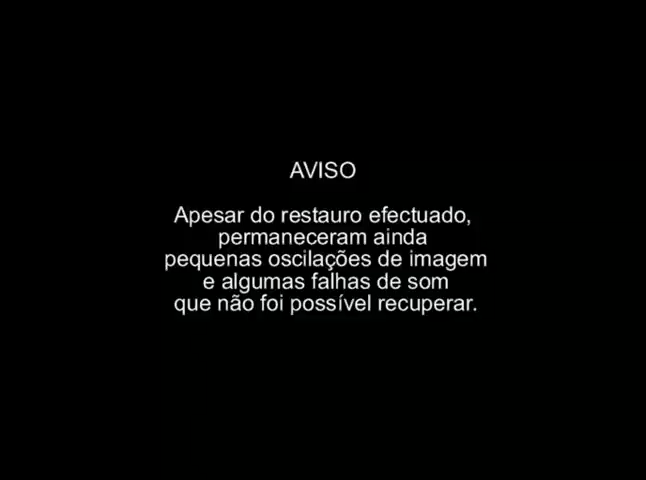 AVISO
Apesar do restauro efectuado,
permaneceram ainda
pequenas oscilações de imagem
e algumas falhas de som
que não foi possível recuperar.